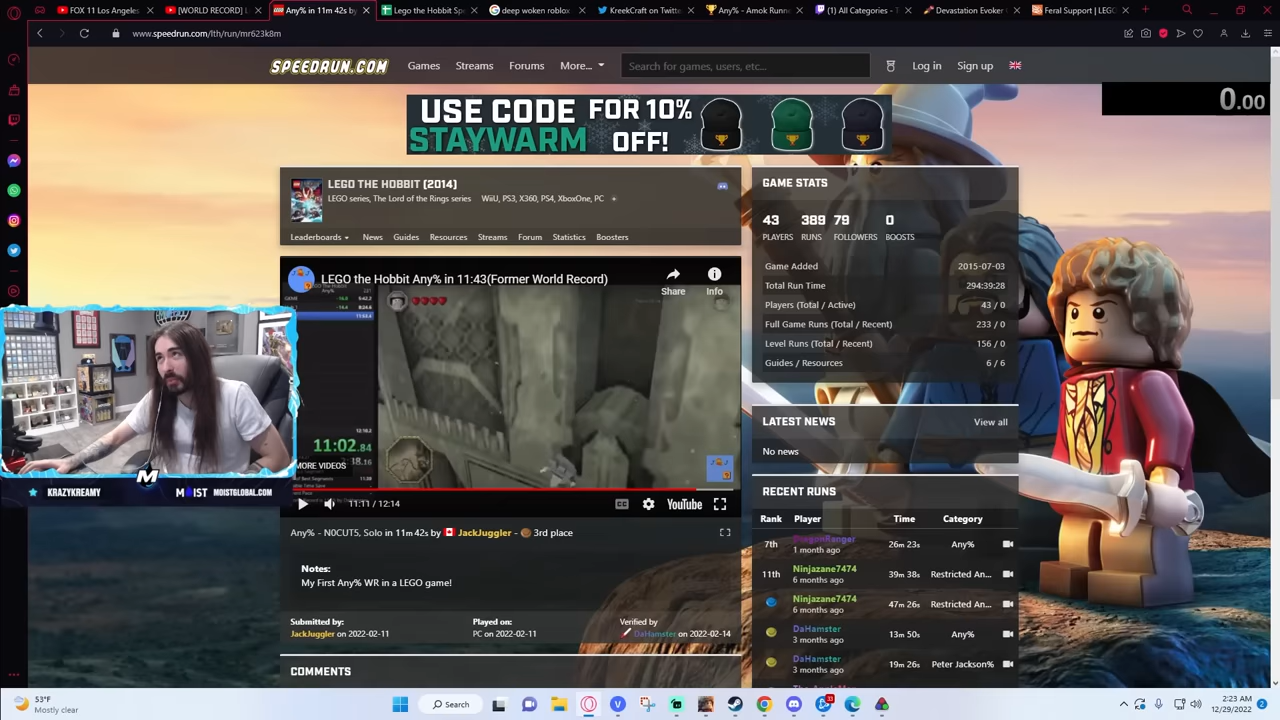 FOX 11 Los Angeles
[WORLD RECORD] L
Any% in 11m 42s by
Lego the Hobbit Sp
deep woken roblox
KreekCraft on Twitt
Any% - Amok Runne
(1) All Categories - T
Devastation Evoker
Feral Support | LEG
www.speedrun.com/lth/run/mr623k8m
SPEEDRUN.COM
Games
Streams
Forums
More...
Search for games, users, etc...
Log in
Sign up
0.00
USE CODE FOR 10%
STAYWARM OFF!
LEGO THE HOBBIT (2014)
LEGO series, The Lord of the Rings series WiiU, PS3, X360, PS4, XboxOne, PC
Leaderboards News Guides Resources Streams Forum Statistics Boosters
LEGO the Hobbit Any% in 11:43(Former World Record)
Share
Info
Any%
11:02.84
MORE VIDEOS
11:11 / 12:14
CC
YouTube
Any% - N0CUT5, Solo in 11m 42s by JackJuggler - 3rd place
Notes:
My First Any% WR in a LEGO game!
Submitted by:
JackJuggler on 2022-02-11
Played on:
PC on 2022-02-11
Verified by
DaHamster on 2022-02-14
COMMENTS
GAME STATS
43 389 79 0
PLAYERS RUNS FOLLOWERS BOOSTS
Game Added 2015-07-03
Total Run Time 294:39:28
Players (Total / Active) 43 / 0
Full Game Runs (Total / Recent) 233 / 0
Level Runs (Total / Recent) 156 / 0
Guides / Resources 6 / 6
LATEST NEWS View all
No news
RECENT RUNS
Rank Player Time Category
7th DragonRanger 26m 23s Any%
1 month ago
11th Ninjazane7474 39m 38s Restricted An...
6 months ago
Ninjazane7474 47m 26s Restricted An...
6 months ago
DaHamster 13m 50s Any%
3 months ago
DaHamster 19m 26s Peter Jackson%
3 months ago
M
KRAZYKREAMY
MOIST MOISTGLOBAL.COM
53°F
Mostly clear
Search
33
2:23 AM
12/29/2022
2